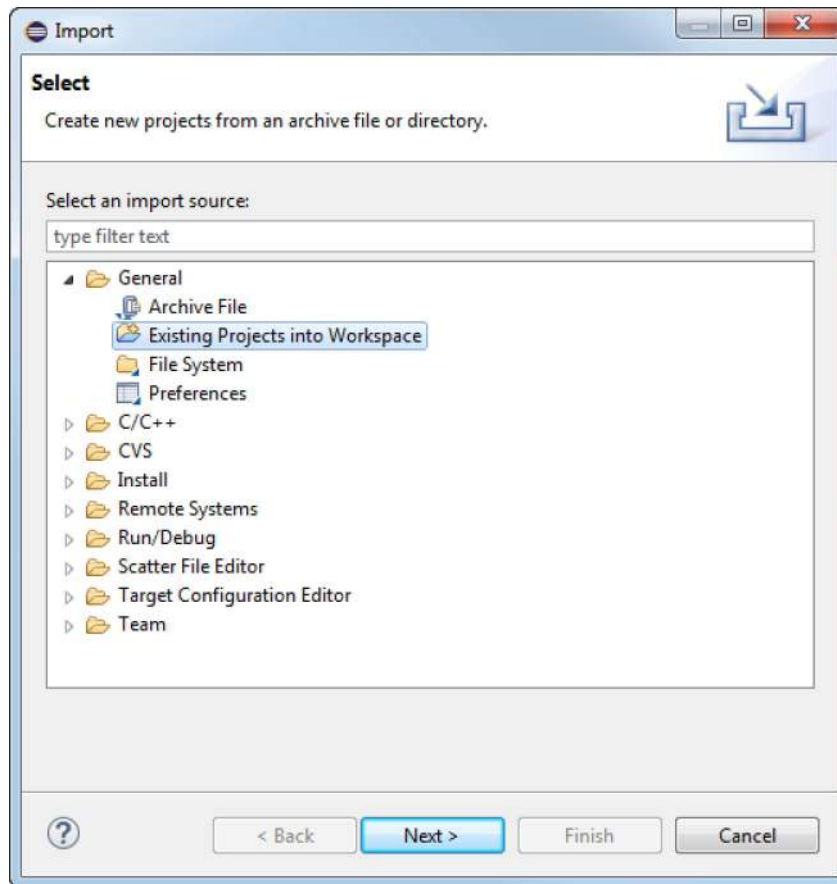 Import
Select
Create new projects from an archive file or directory.
Select an import source:
type filter text
General
Archive File
Existing Projects into Workspace
File System
Preferences
C/C++
CVS
Install
Remote Systems
Run/Debug
Scatter File Editor
Target Configuration Editor
Team
? < Back Next > Finish Cancel